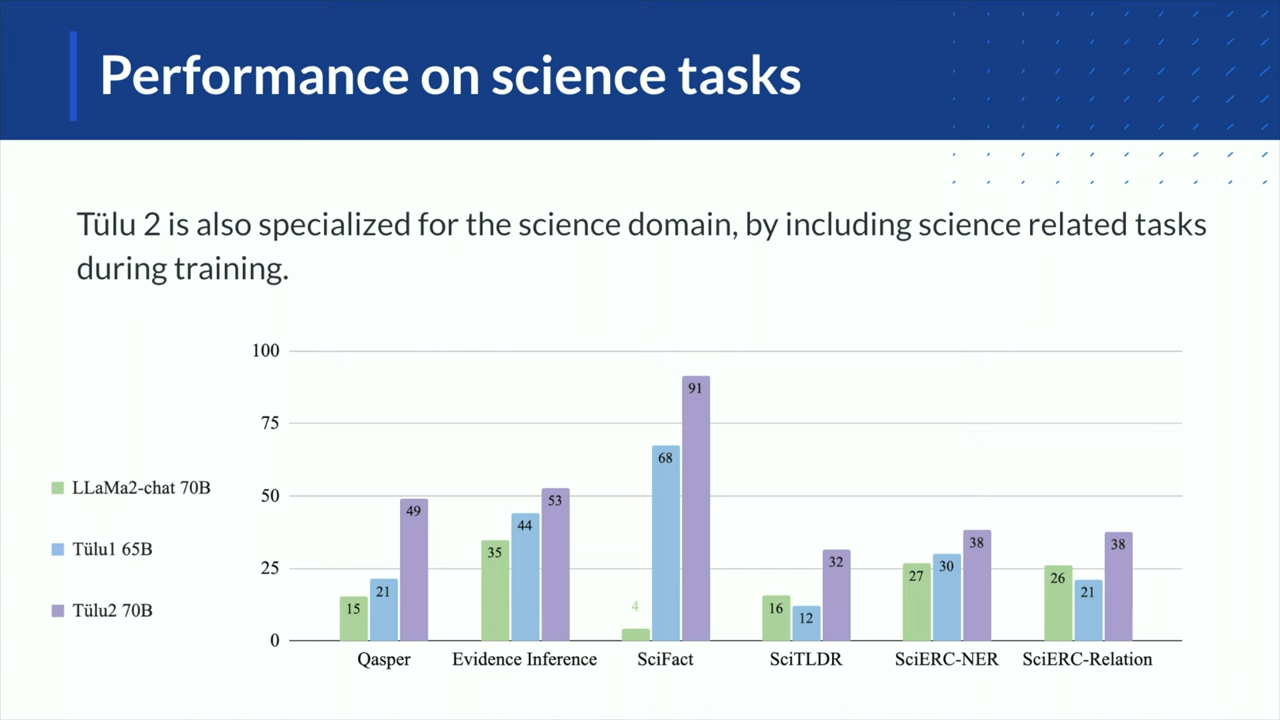 Performance on science tasks
Tülu 2 is also specialized for the science domain, by including science related tasks
during training.
100
75
50
25
0
LLaMa2-chat 70B
Tülu1 65B
Tülu2 70B
15
21
49
35
44
53
4
68
91
16
12
32
27
30
38
26
21
38
Qasper
Evidence Inference
SciFact
SciTLDR
SciERC-NER
SciERC-Relation